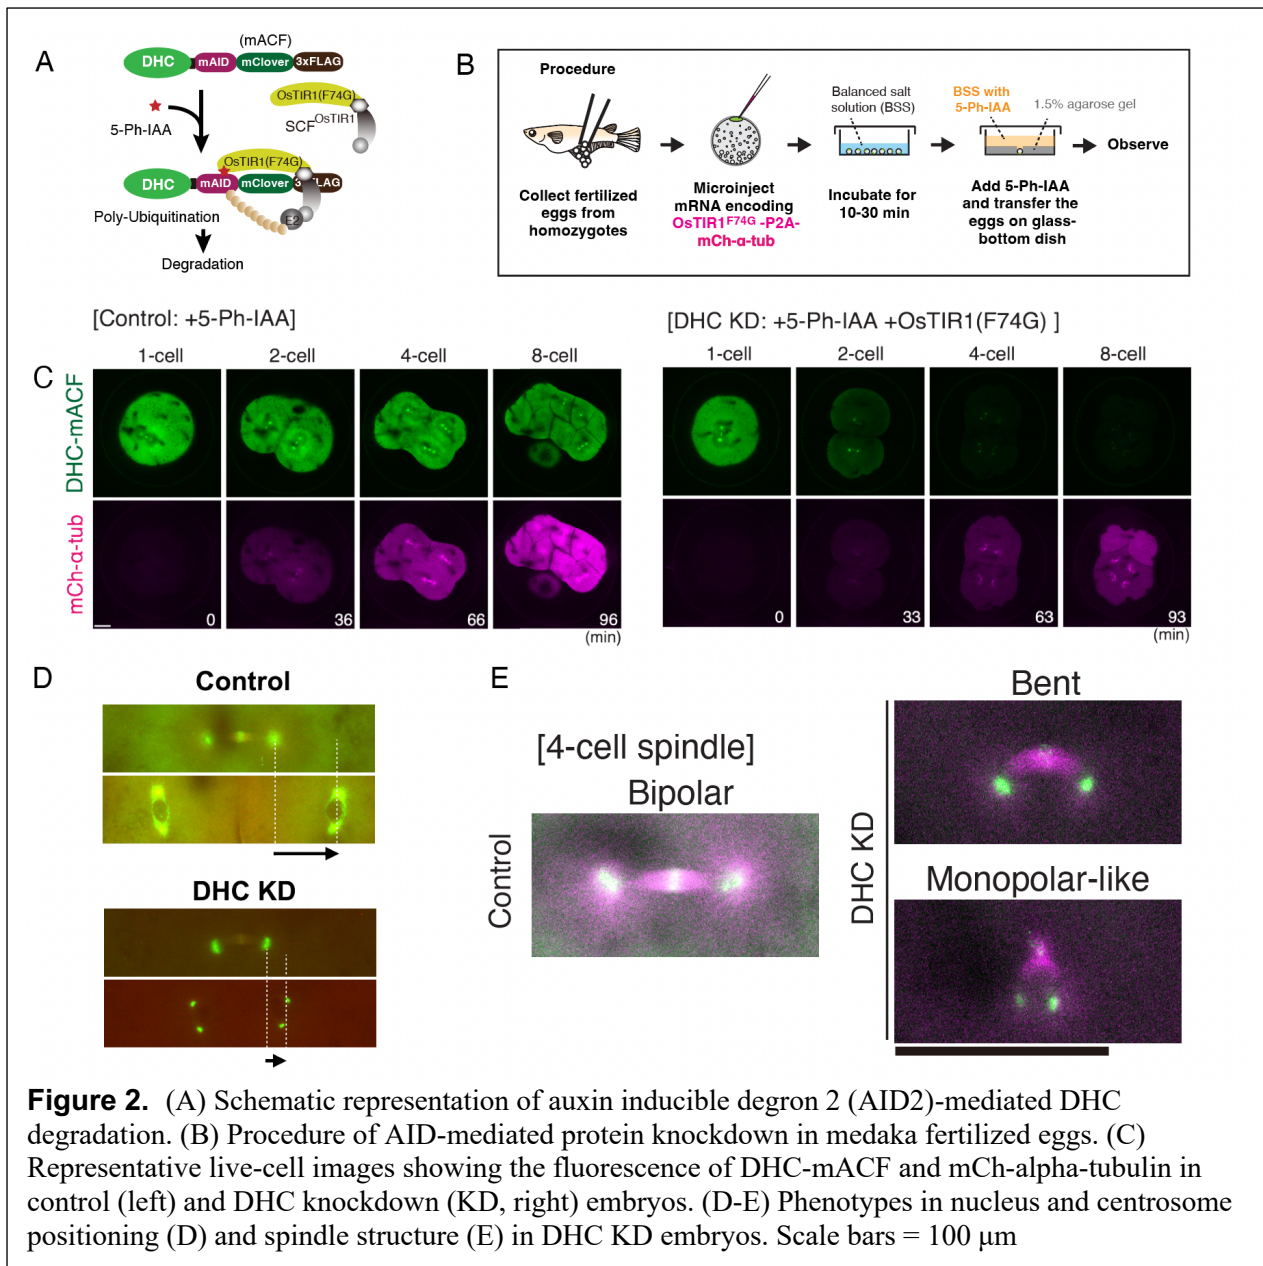 A
(mACF)
DHC mAID mClover 3xFLAG
OsTIR1(F74G)
5-Ph-IAA
SCF^OsTIR1
OsTIR1(F74G)
DHC mAID mClover FLAG
E2
Poly-Ubiquitination
Degradation
B
Procedure
Balanced salt
solution (BSS)
BSS with
5-Ph-IAA
1.5% agarose gel
Observe
Collect fertilized
eggs from
homozygotes
Microinject
mRNA encoding
OsTIR1^F74G -P2A-
mCh-α-tub
Incubate for
10-30 min
Add 5-Ph-IAA
and transfer the
eggs on glass-
bottom dish
[Control: +5-Ph-IAA]
[DHC KD: +5-Ph-IAA +OsTIR1(F74G) ]
C
1-cell 2-cell 4-cell 8-cell
1-cell 2-cell 4-cell 8-cell
DHC-mACF
mCh-α-tub
0 36 66 96
(min)
0 33 63 93
(min)
D
Control
DHC KD
E
[4-cell spindle]
Bipolar
Control
DHC KD
Bent
Monopolar-like
Figure 2. (A) Schematic representation of auxin inducible degron 2 (AID2)-mediated DHC
degradation. (B) Procedure of AID-mediated protein knockdown in medaka fertilized eggs. (C)
Representative live-cell images showing the fluorescence of DHC-mACF and mCh-alpha-tubulin in
control (left) and DHC knockdown (KD, right) embryos. (D-E) Phenotypes in nucleus and centrosome
positioning (D) and spindle structure (E) in DHC KD embryos. Scale bars = 100 μm